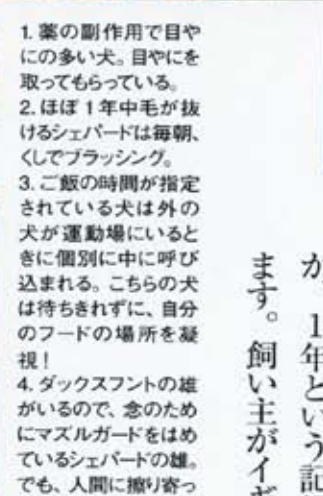 1. 薬の副作用で目や
にの多い犬。目やにを
取ってもらっている。
2. ほぼ1年中毛が抜
けるシェパードは毎朝、
くしでブラッシング。
3. ご飯の時間が指定
されている犬は外の
犬が運動場にいると
きに個別に中に呼び
込まれる。こちらの犬
は待ちきれずに、自分
のフードの場所を凝
視！
4. ダックスフントの雄
がいるので、念のため
にマズルガードをはめ
ているシェパードの雄。
でも、人間に擦り寄っ
か、1年という記
ます。飼い主がイギ